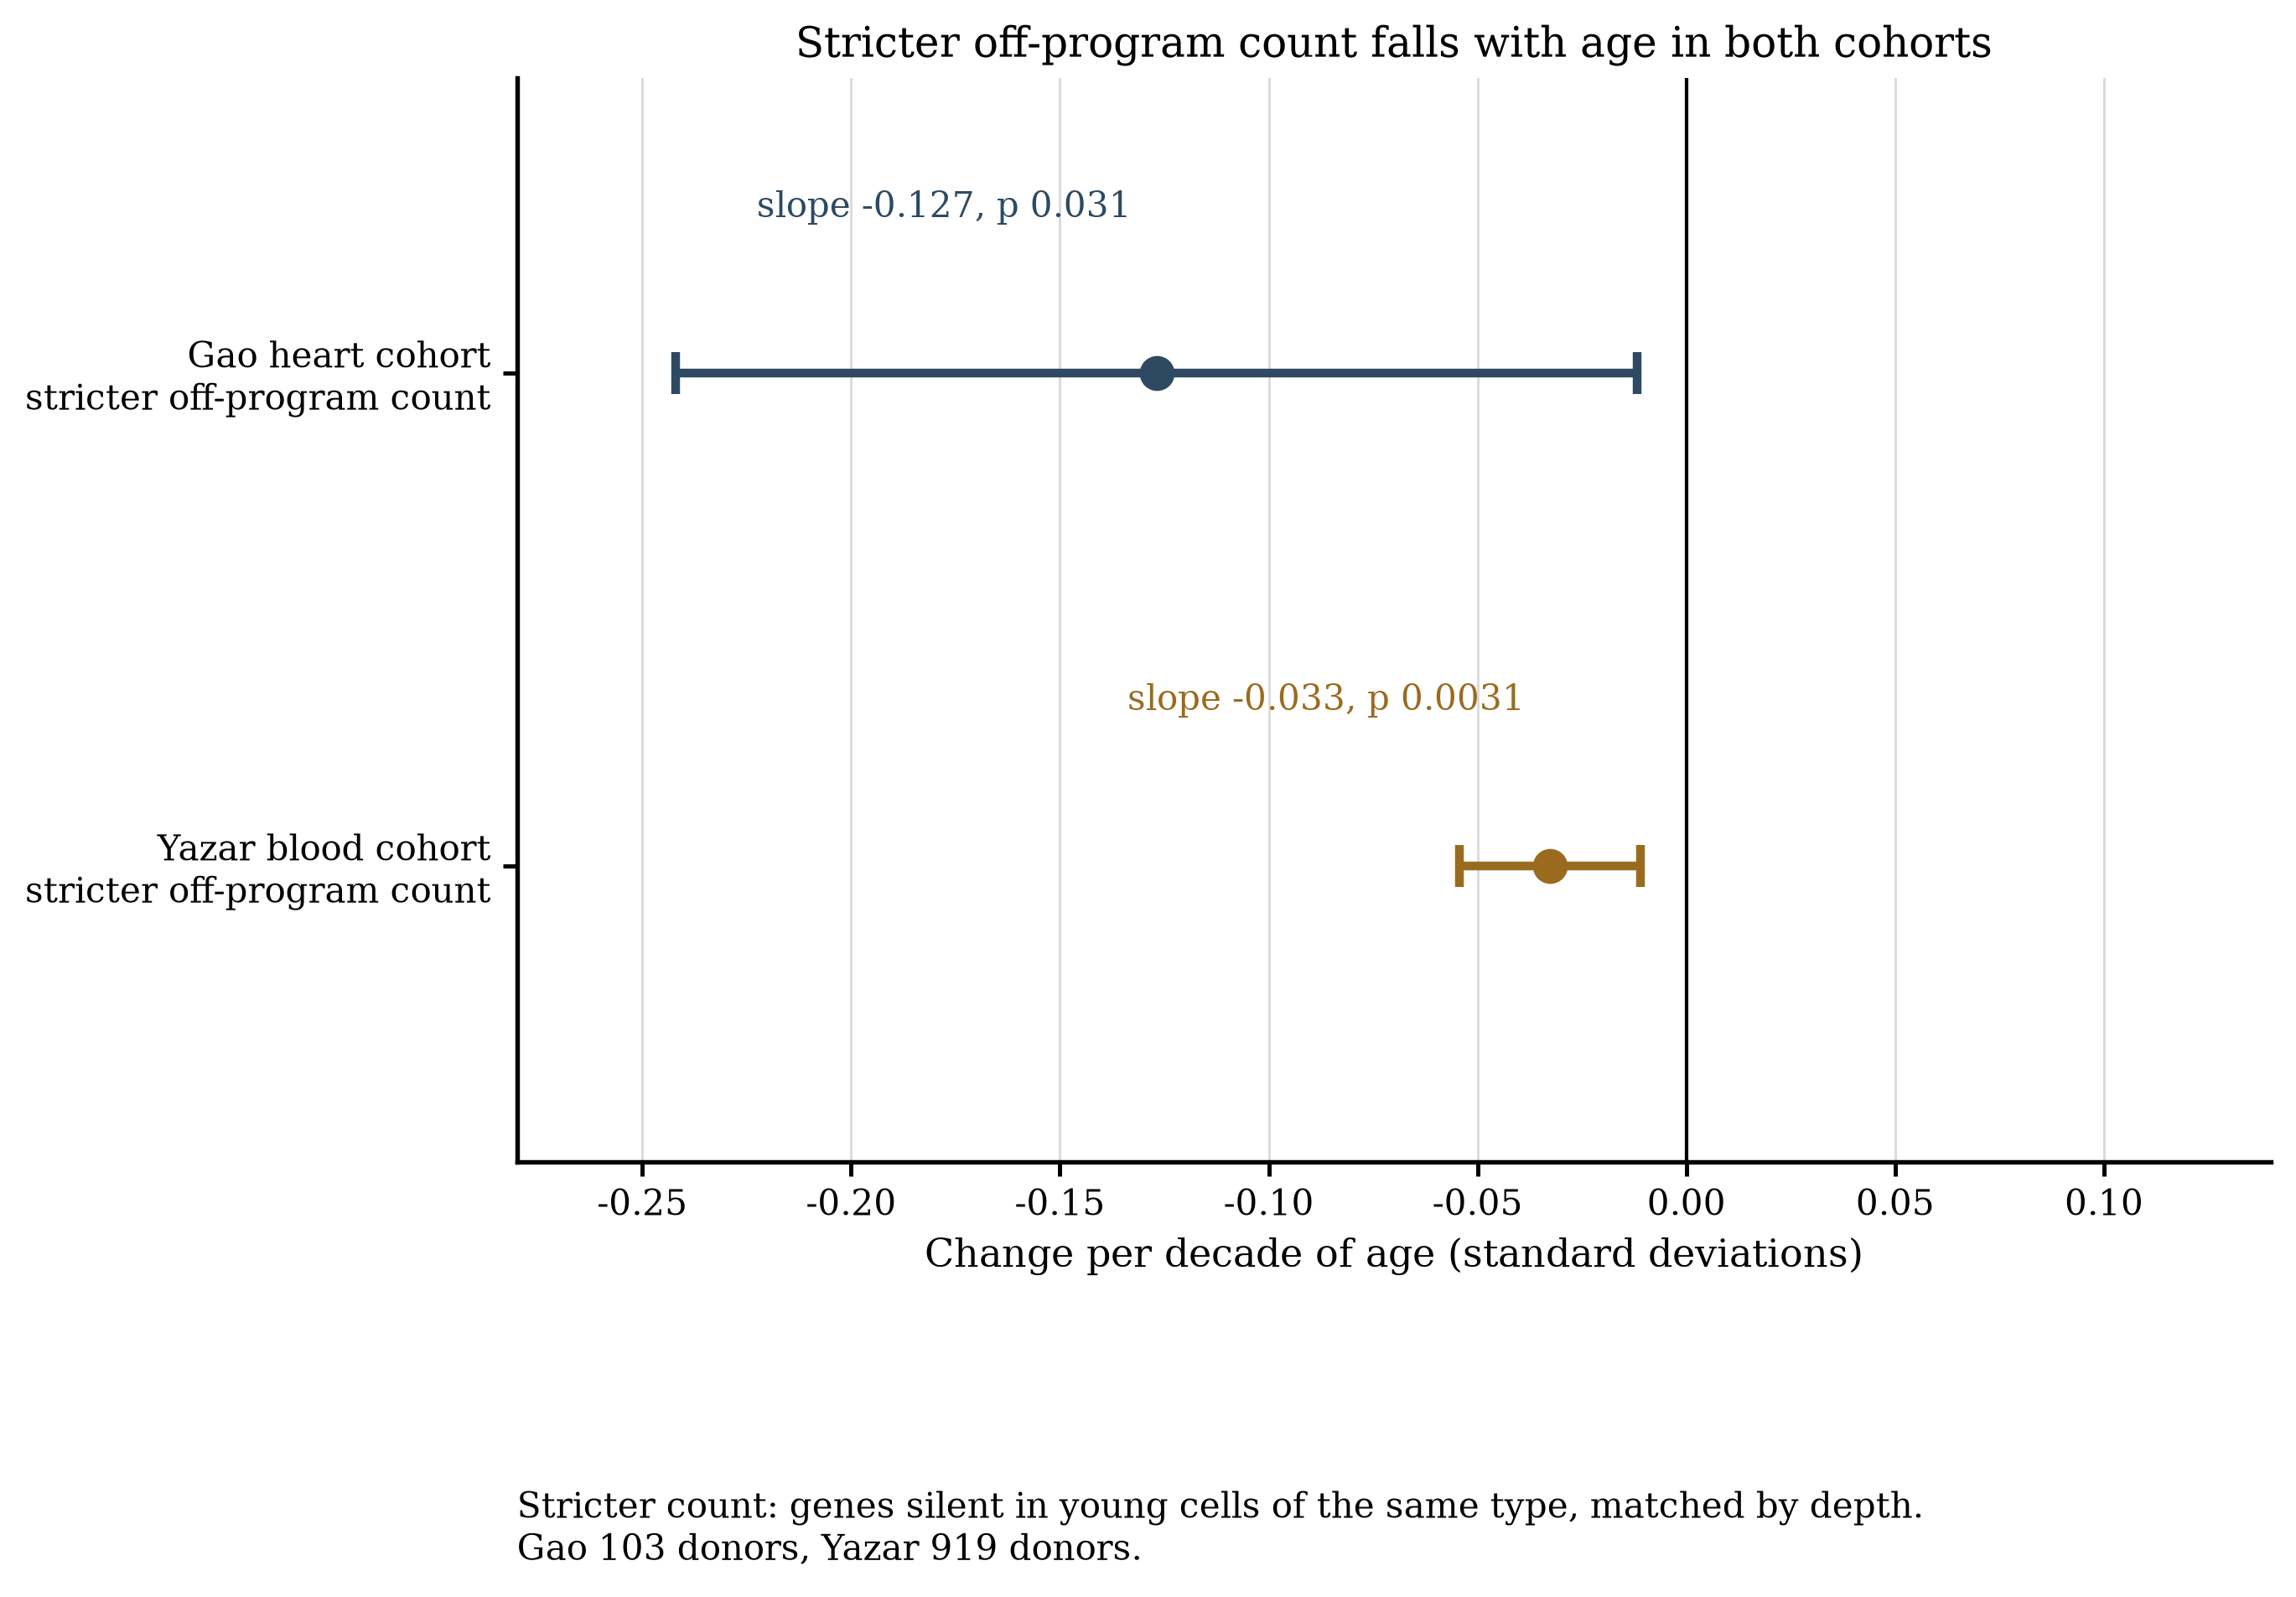 Stricter off-program count falls with age in both cohorts
slope -0.127, p 0.031
Gao heart cohort
stricter off-program count
slope -0.033, p 0.0031
Yazar blood cohort
stricter off-program count
-0.25 -0.20 -0.15 -0.10 -0.05 0.00 0.05 0.10
Change per decade of age (standard deviations)
Stricter count: genes silent in young cells of the same type, matched by depth.
Gao 103 donors, Yazar 919 donors.